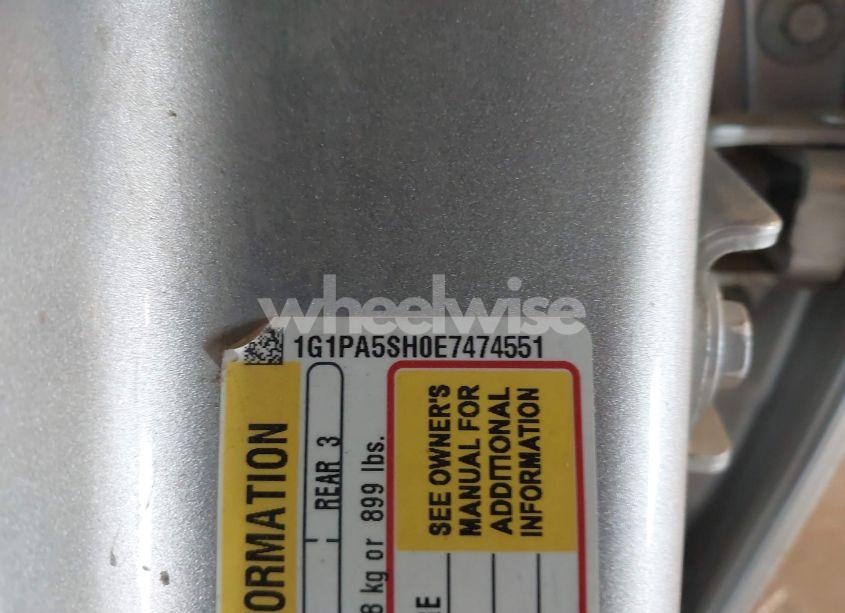 wheelwise
1G1PA5SH0E7474551
ORMATION
REAR 3
8 kg or 899 lbs.
SEE OWNER'S
MANUAL FOR
ADDITIONAL
INFORMATION